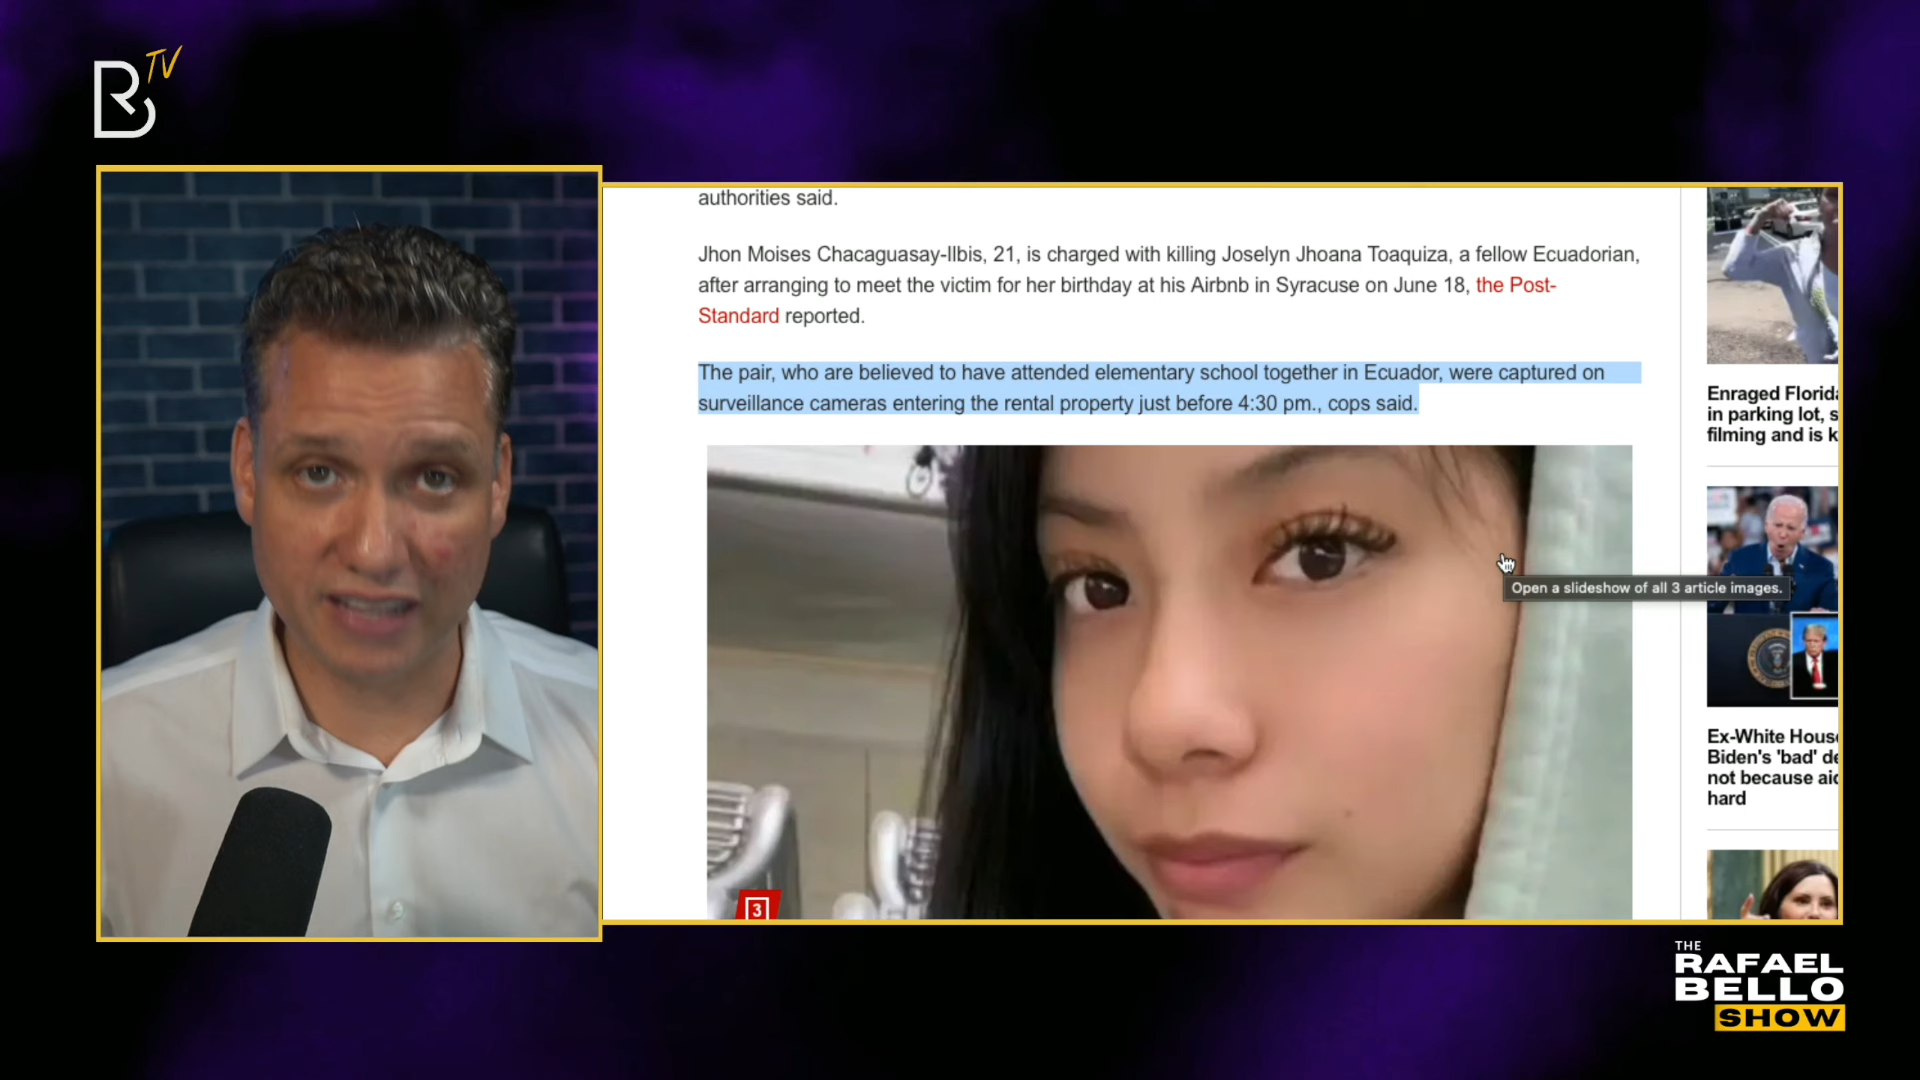 TV
RB
authorities said.
Jhon Moises Chacaguasay-Ilbis, 21, is charged with killing Joselyn Jhoana Toaquiza, a fellow Ecuadorian,
after arranging to meet the victim for her birthday at his Airbnb in Syracuse on June 18, the Post-
Standard reported.
The pair, who are believed to have attended elementary school together in Ecuador, were captured on
surveillance cameras entering the rental property just before 4:30 pm., cops said.
Open a slideshow of all 3 article images.
3
Enraged Florida
in parking lot, s
filming and is k
Ex-White House
Biden's 'bad' de
not because aid
hard
THE
RAFAEL
BELLO
SHOW